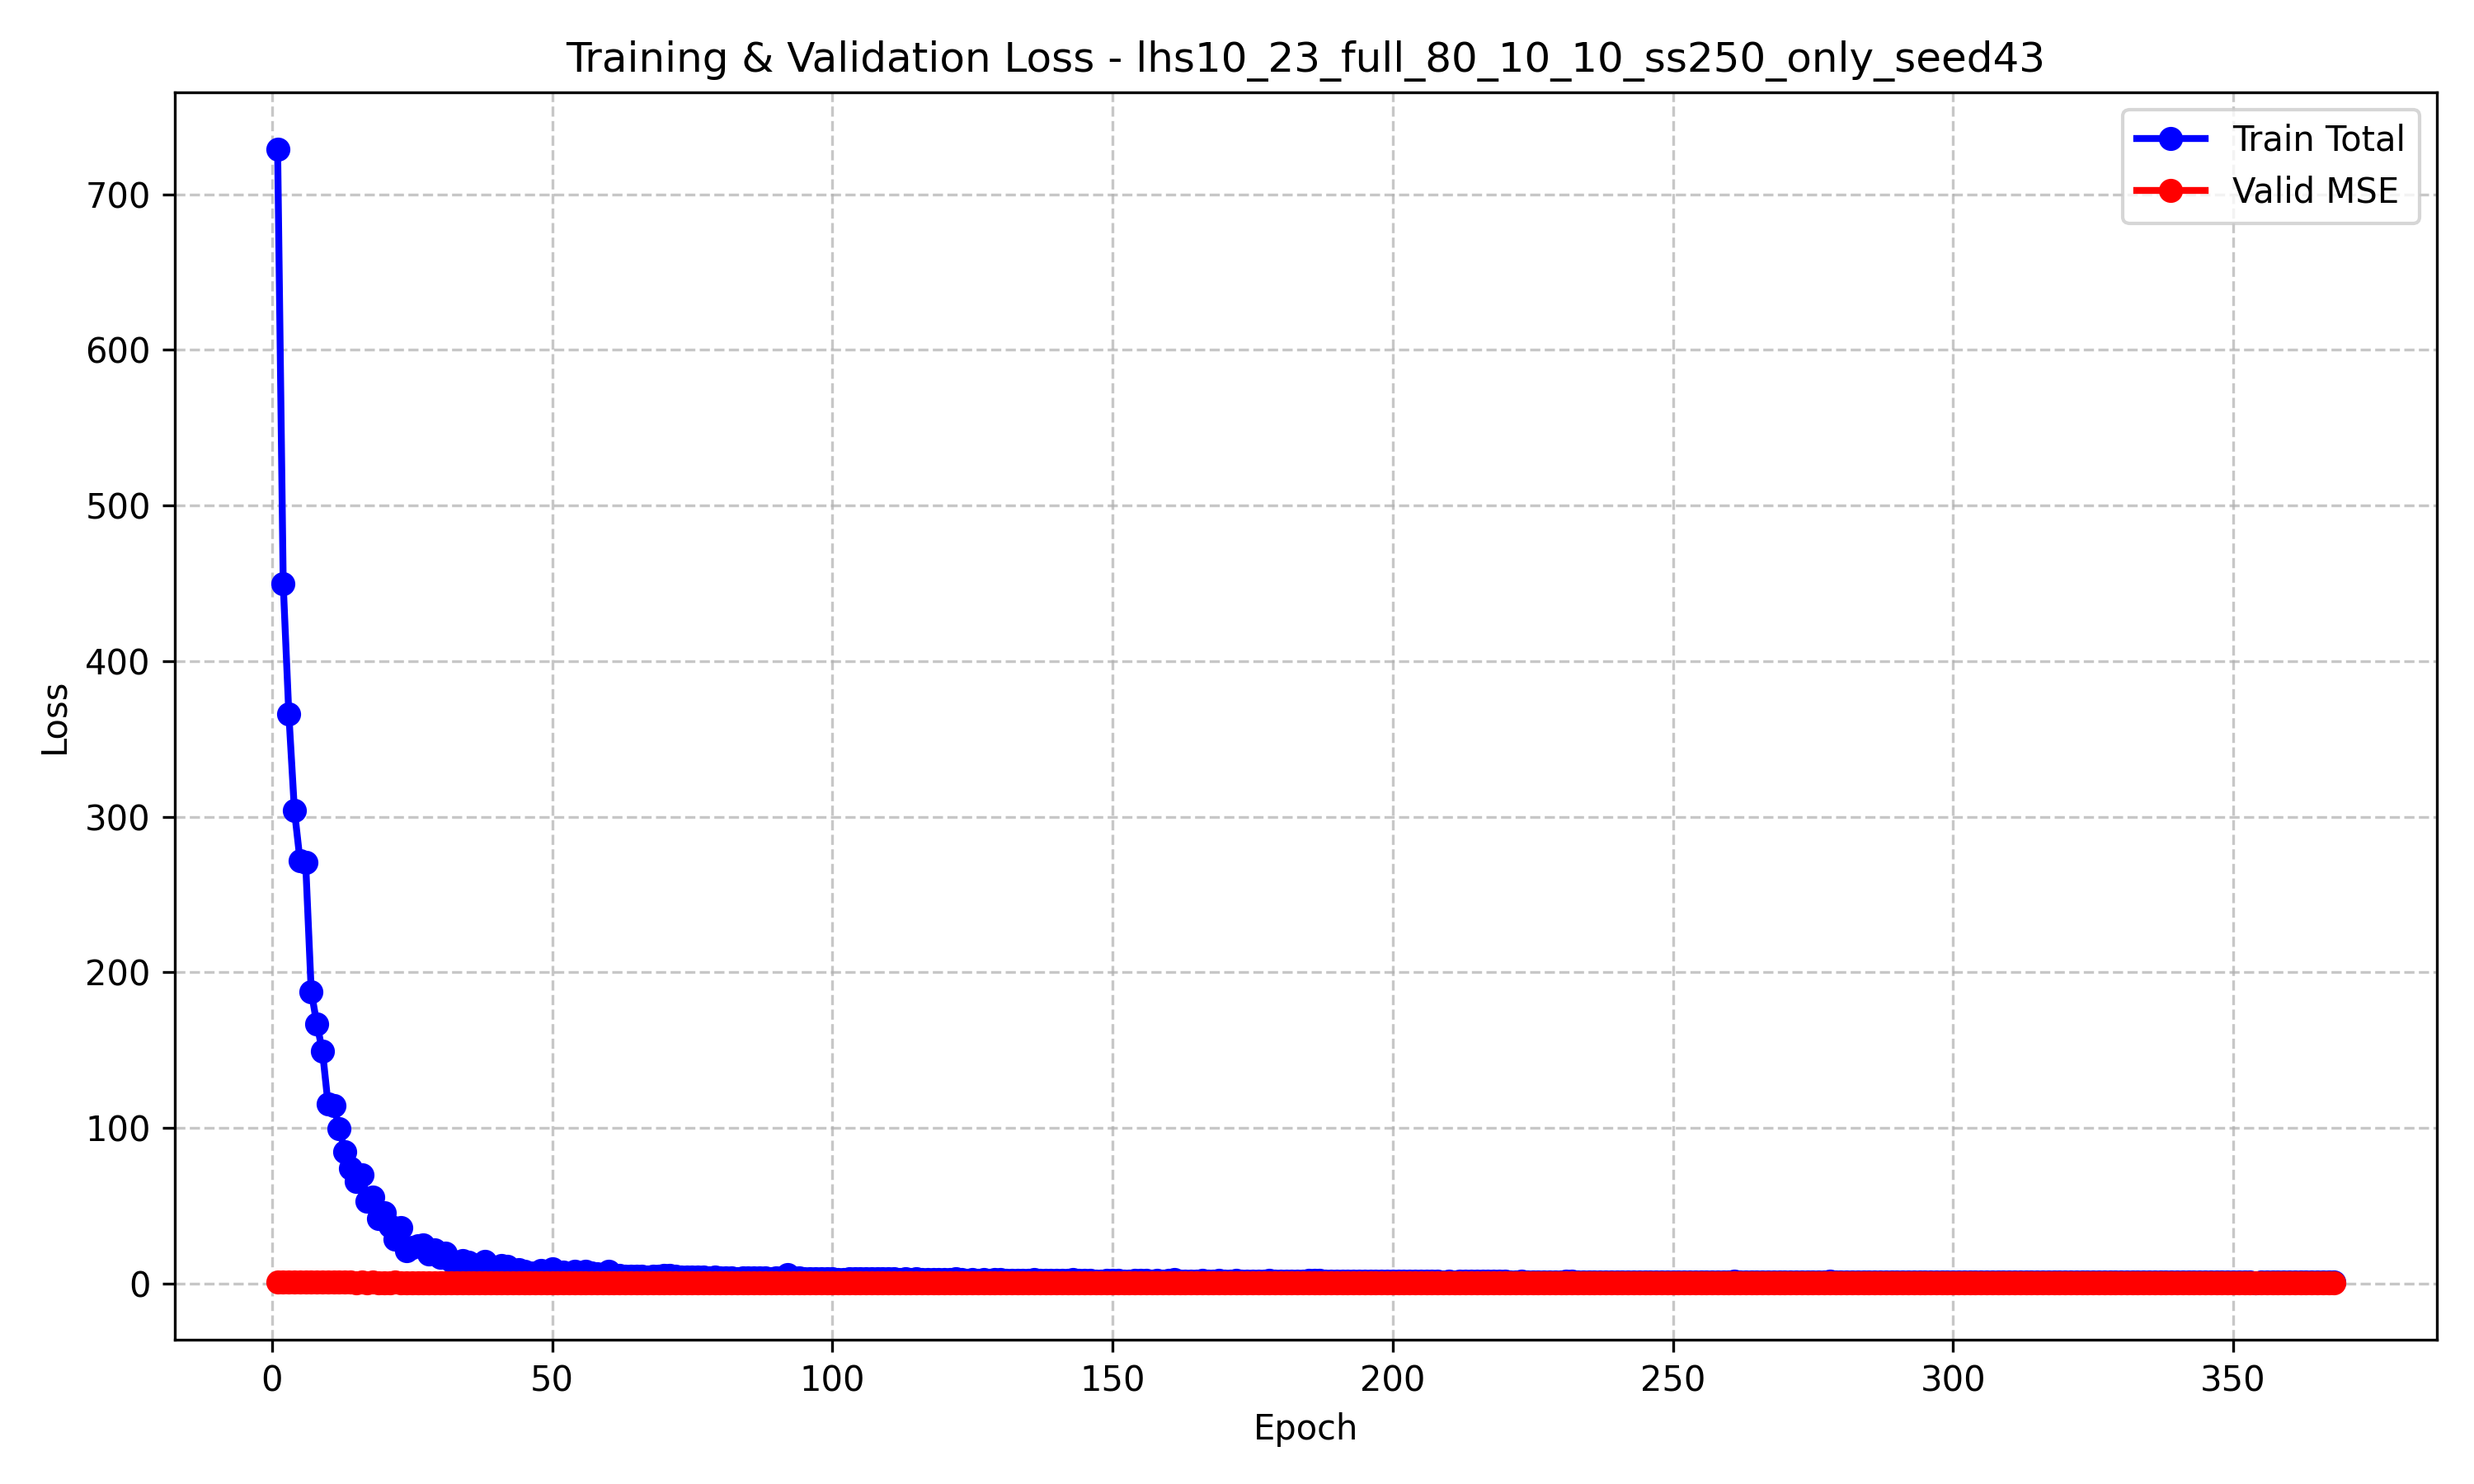 Training & Validation Loss - lhs10_23_full_80_10_10_ss250_only_seed43
Train Total
Valid MSE
700
600
500
400
300
200
100
0
Loss
0 50 100 150 200 250 300 350
Epoch